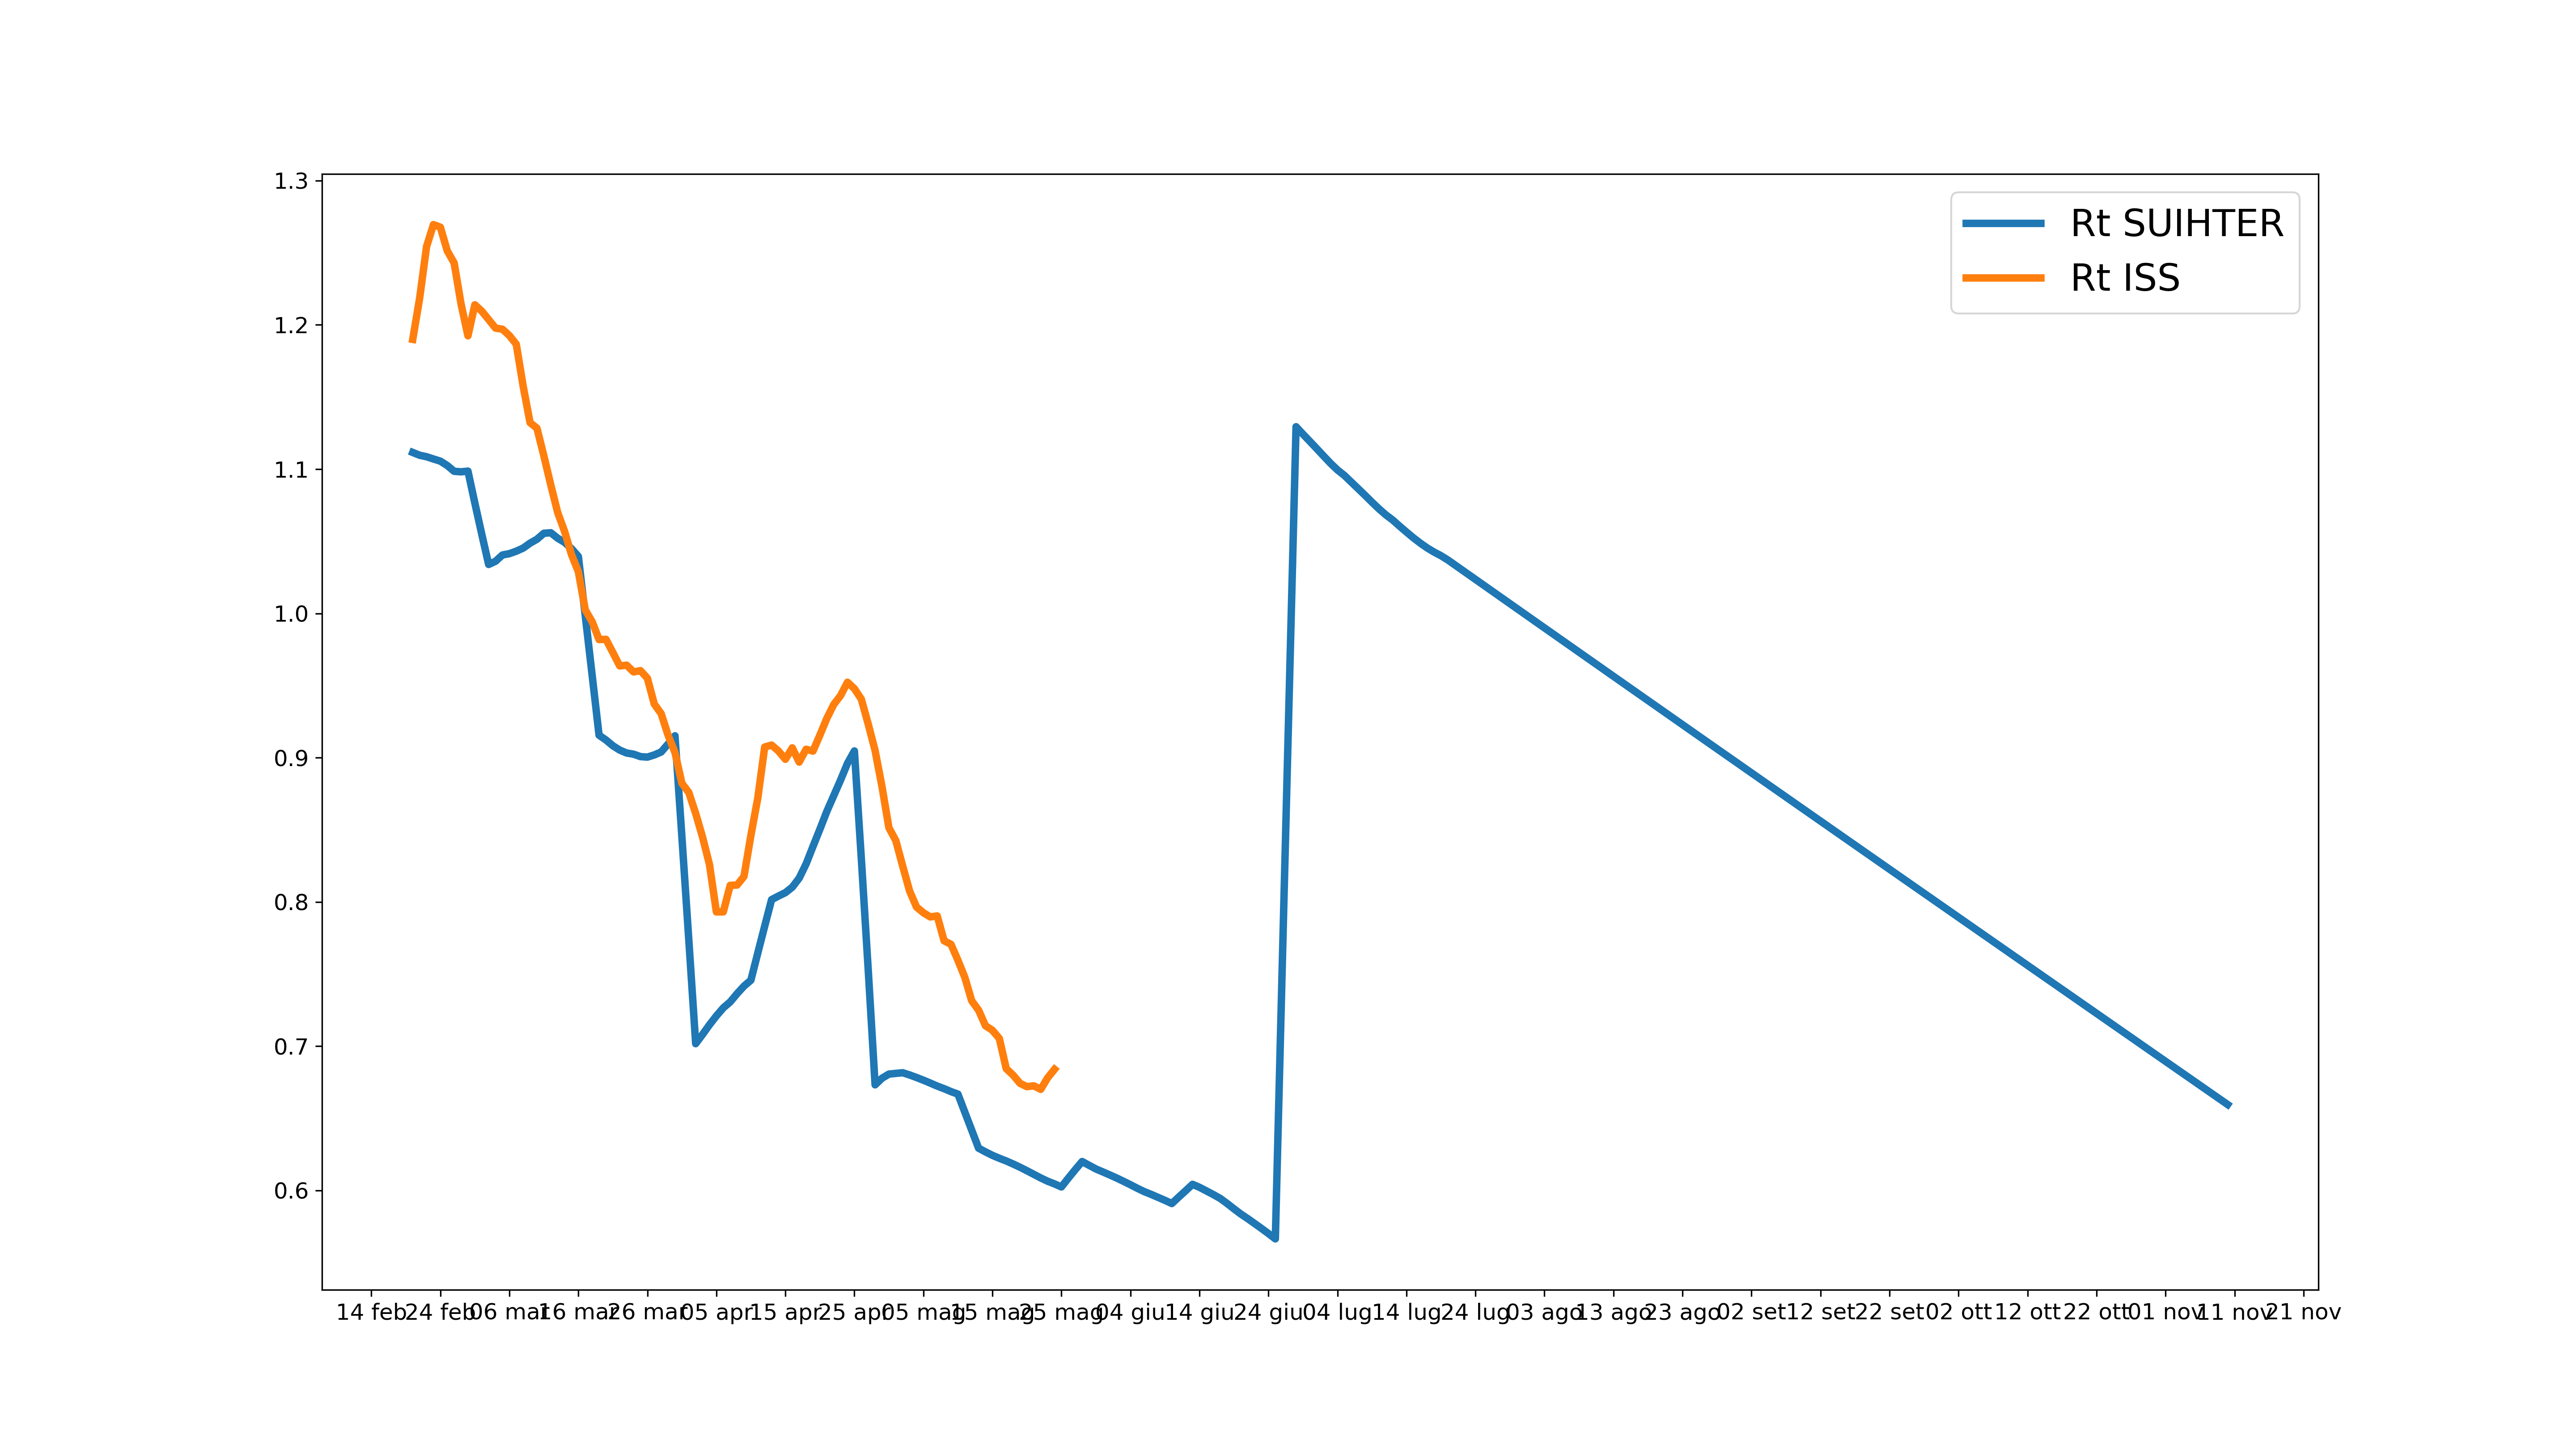 1.3
1.2
1.1
1.0
0.9
0.8
0.7
0.6
Rt SUIHTER
Rt ISS
14 feb 24 feb 06 mar 16 mar 26 mar 05 apr 15 apr 25 apr 05 mag 15 mag 25 mag 04 giu 14 giu 24 giu 04 lug 14 lug 24 lug 03 ago 13 ago 23 ago 02 set 12 set 22 set 02 ott 12 ott 22 ott 01 nov 11 nov 21 nov